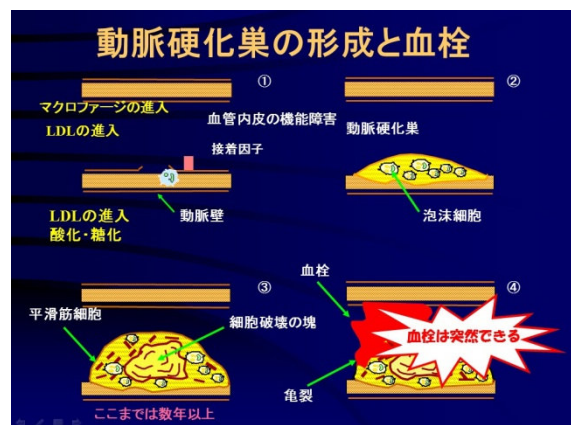 動脈硬化巣の形成と血栓
①
マクロファージの進入
LDLの進入
血管内皮の機能障害
接着因子
LDLの進入
酸化・糖化
動脈壁
②
動脈硬化巣
泡沫細胞
③
平滑筋細胞
細胞破壊の塊
ここまでは数年以上
④
血栓
血栓は突然できる
亀裂